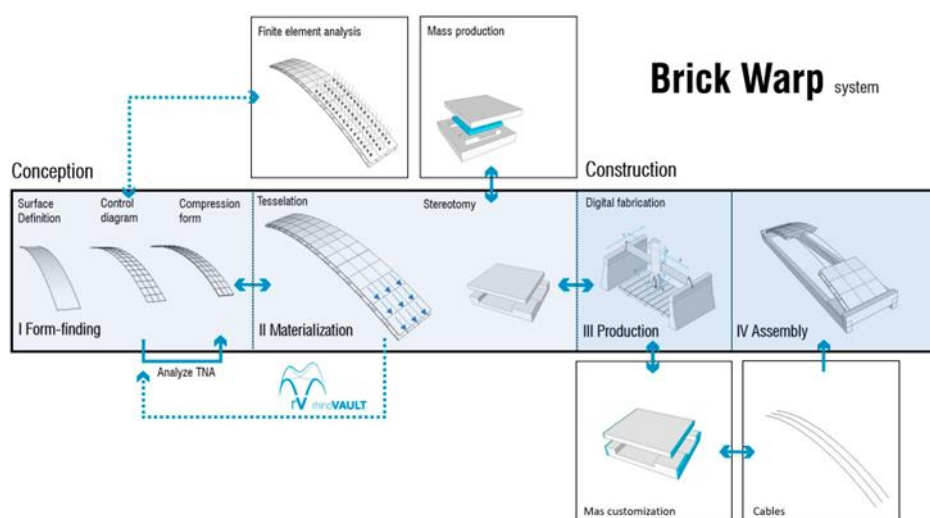 Finite element analysis
Mass production
Brick Warp system
Conception
Construction
Surface
Definition
Control
diagram
Compression
form
Tesselation
Stereotomy
Digital fabrication
I Form-finding
II Materialization
III Production
IV Assembly
Analyze TNA
rV rhinoVAULT
Mas customization
Cables